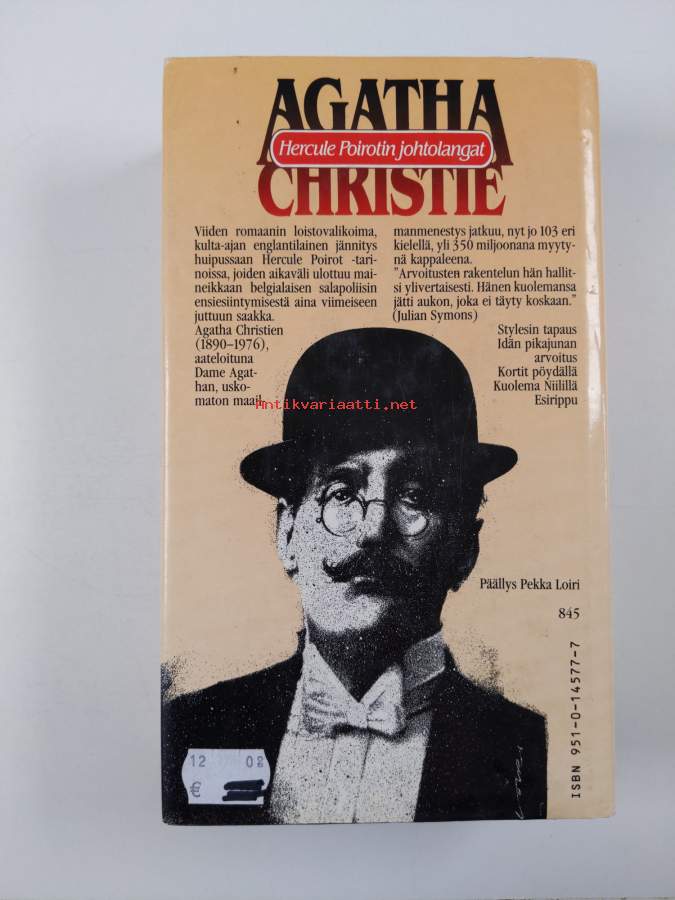 AGATHA
Hercule Poirotin johtolangat
CHRISTIE
Viiden romaanin loistovalikoima,
kulta-ajan englantilainen jännitys
huipussaan Hercule Poirot -tari-
noissa, joiden aikaväli ulottuu mai-
neikkaan belgialaisen salapoliisin
ensiesiintymisestä aina viimeiseen
juttuun saakka.
Agatha Christien
(1890–1976),
aateloituna
Dame Agat-
han, usko-
maton maail-
manmenestys jatkuu, nyt jo 103 eri
kielellä, yli 350 miljoonana myyty-
nä kappaleena.
”Arvoitusten rakentelun hän hallit-
si ylivertaisesti. Hänen kuolemansa
jätti aukon, joka ei täyty koskaan.”
(Julian Symons)
Stylesin tapaus
Idän pikajunan
arvoitus
Kortit pöydällä
Kuolema Niilillä
Esirippu
Antikvariaatti.net
Päällys Pekka Loiri
845
ISBN 951-0-14577-7
12 02
€